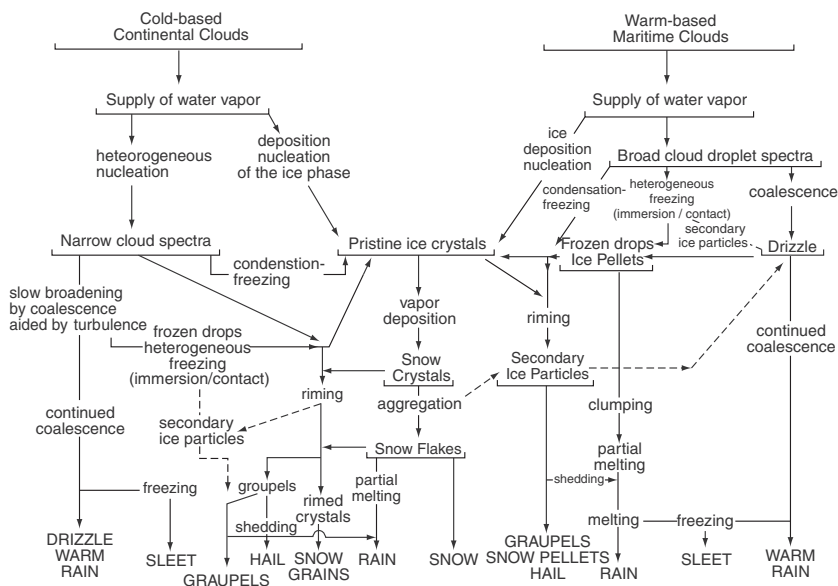 Cold-based
Continental Clouds
Warm-based
Maritime Clouds
Supply of water vapor
Supply of water vapor
heteorogeneous
nucleation
deposition
nucleation
of the ice phase
ice
deposition
nucleation
Broad cloud droplet spectra
condensation-
freezing
heterogeneous
freezing
(immersion / contact)
coalescence
secondary
ice particles
Narrow cloud spectra
Pristine ice crystals
Frozen drops
Ice Pellets
Drizzle
condenstion-
freezing
slow broadening
by coalescence
aided by turbulence
vapor
deposition
riming
continued
coalescence
frozen drops
heterogeneous
freezing
(immersion/contact)
Snow
Crystals
Secondary
Ice Particles
riming
aggregation
clumping
continued
coalescence
secondary
ice particles
Snow Flakes
partial
melting
freezing
groupels
rimed
crystals
partial
melting
shedding
shedding
melting
freezing
DRIZZLE
WARM
RAIN
SLEET
GRAUPELS
HAIL
SNOW
GRAINS
RAIN
SNOW
GRAUPELS
SNOW PELLETS
HAIL
RAIN
SLEET
WARM
RAIN